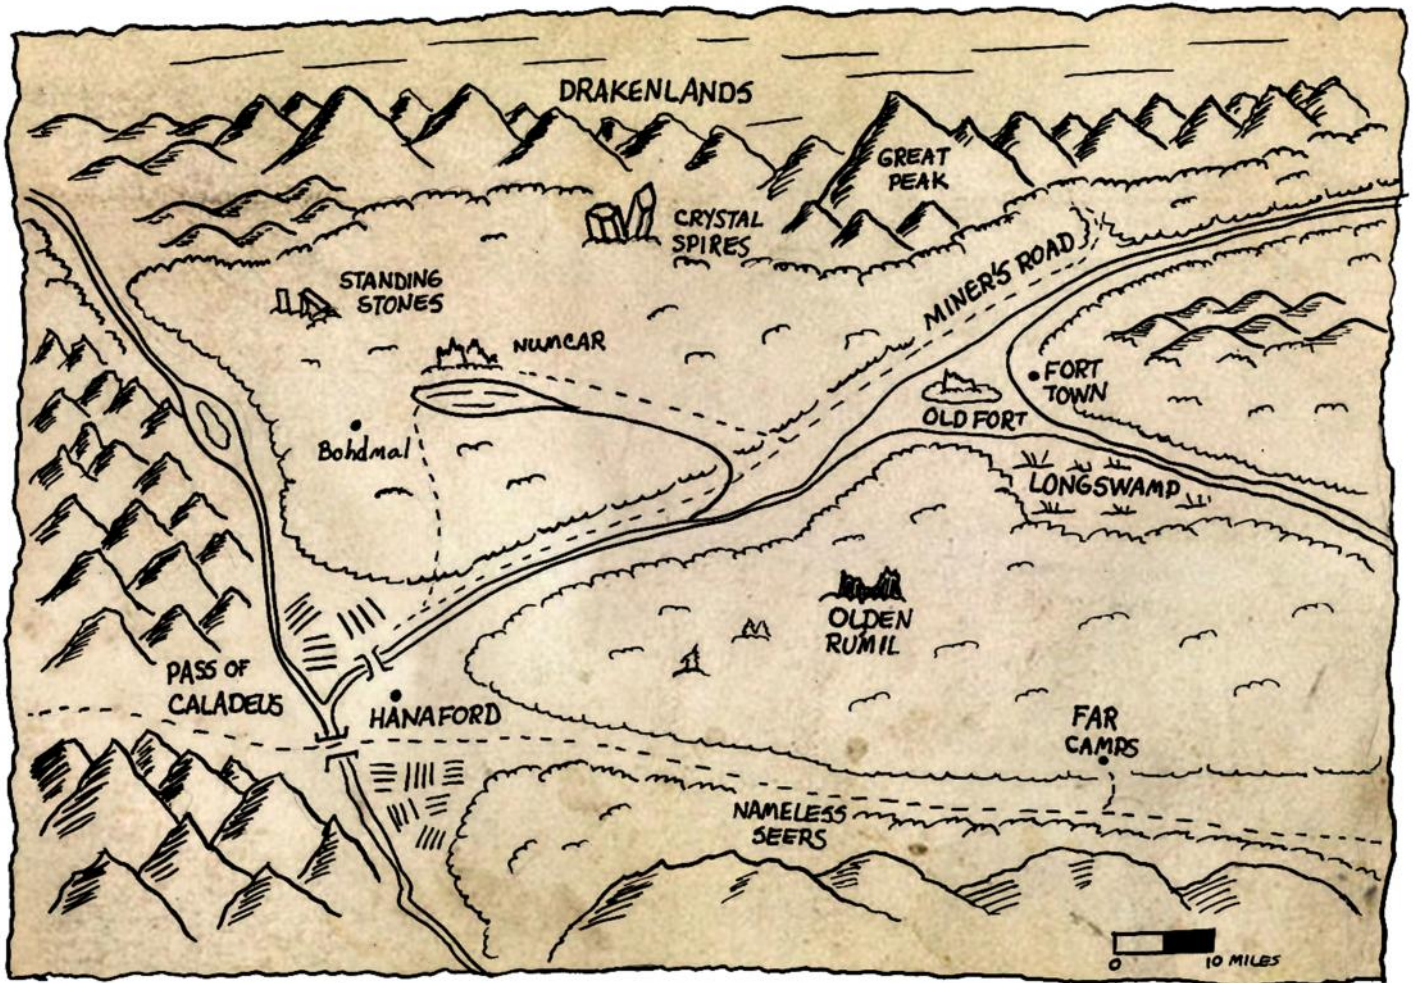 DRAKENLANDS
GREAT
PEAK
CRYSTAL
SPIRES
STANDING
STONES
MINER'S ROAD
NUMCAR
FORT
TOWN
OLD FORT
Bohdmal
LONGSWAMP
OLDEN
RUMIL
PASS OF
CALADEUS
HANAFORD
FAR
CAMPS
NAMELESS
SEERS
0 10 MILES